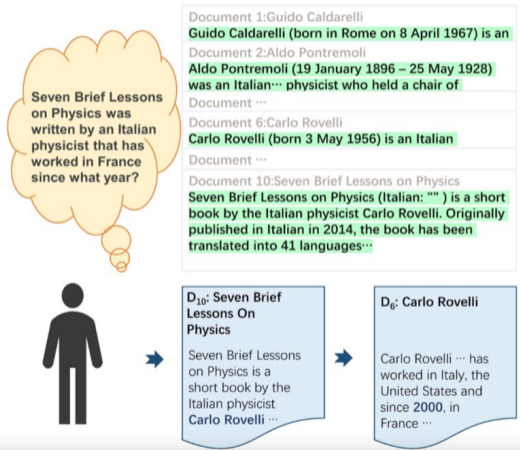 Seven Brief Lessons
on Physics was
written by an Italian
physicist that has
worked in France
since what year?
Document 1:Guido Caldarelli
Guido Caldarelli (born in Rome on 8 April 1967) is an
Document 2:Aldo Pontremoli
Aldo Pontremoli (19 January 1896 – 25 May 1928)
was an Italian··· physicist who held a chair of
Document ···
Document 6:Carlo Rovelli
Carlo Rovelli (born 3 May 1956) is an Italian
Document ···
Document 10:Seven Brief Lessons on Physics
Seven Brief Lessons on Physics (Italian: "" ) is a short
book by the Italian physicist Carlo Rovelli. Originally
published in Italian in 2014, the book has been
translated into 41 languages···
D₁₀: Seven Brief
Lessons On
Physics
Seven Brief Lessons
on Physics is a
short book by the
Italian physicist
Carlo Rovelli ···
D₆: Carlo Rovelli
Carlo Rovelli ··· has
worked in Italy, the
United States and
since 2000, in
France ···